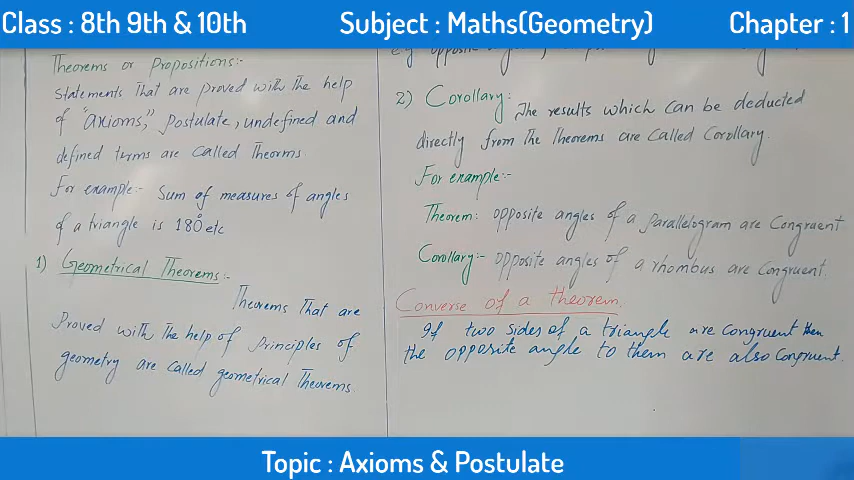 Class : 8th 9th & 10th
Subject : Maths(Geometry)
Chapter : 1
Theorems or Propositions:-
Statements That are proved with The help
of "axioms," postulate, undefined and
defined terms are called Theorms
For example:- Sum of measures of angles
of a triangle is 180° etc
1) Geometrical Theorems:-
Theorems That are
Proved with The help of Principles of
geometry are called geometrical Theorems.
e.g opposite
2) Corollary: The results which can be deducted
directly from The Theorems are called Corollary.
For example:-
Theorem: opposite angles of a parallelogram are Congruent
Corollary:- opposite angles of a rhombus are Congruent.
Converse of a theorem.
If two sides of a triangle are congruent then
the opposite angle to them are also Congruent.
Topic : Axioms & Postulate